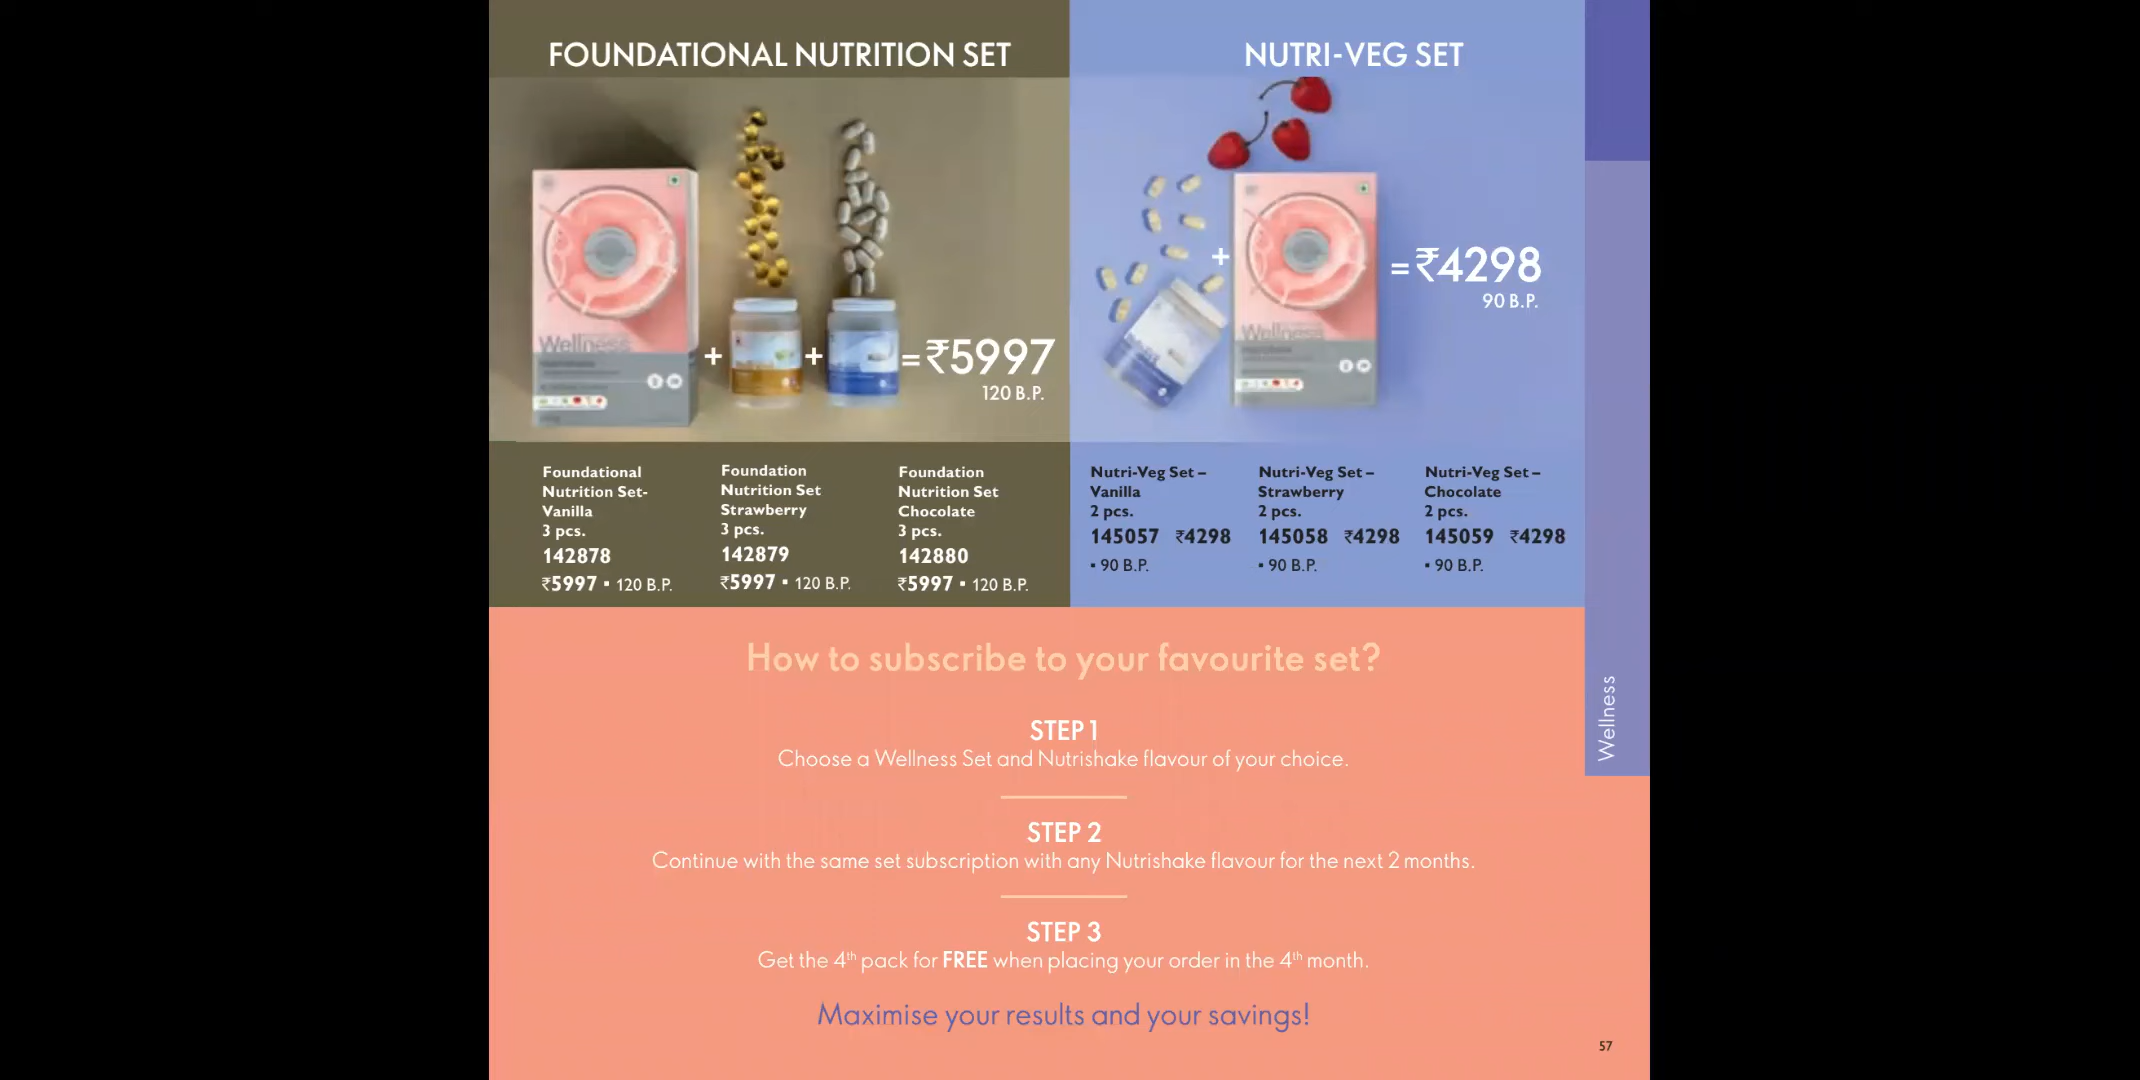 FOUNDATIONAL NUTRITION SET
Wellness
+
+
=₹5997
120 B.P.
Foundational
Nutrition Set-
Vanilla
3 pcs.
142878
₹5997 ▪ 120 B.P.
Foundation
Nutrition Set
Strawberry
3 pcs.
142879
₹5997 ▪ 120 B.P.
Foundation
Nutrition Set
Chocolate
3 pcs.
142880
₹5997 ▪ 120 B.P.
NUTRI-VEG SET
+
Wellness
=₹4298
90 B.P.
Nutri-Veg Set –
Vanilla
2 pcs.
145057 ₹4298
▪ 90 B.P.
Nutri-Veg Set –
Strawberry
2 pcs.
145058 ₹4298
▪ 90 B.P.
Nutri-Veg Set –
Chocolate
2 pcs.
145059 ₹4298
▪ 90 B.P.
Wellness
How to subscribe to your favourite set?
STEP 1
Choose a Wellness Set and Nutrishake flavour of your choice.
STEP 2
Continue with the same set subscription with any Nutrishake flavour for the next 2 months.
STEP 3
Get the 4th pack for FREE when placing your order in the 4th month.
Maximise your results and your savings!
57